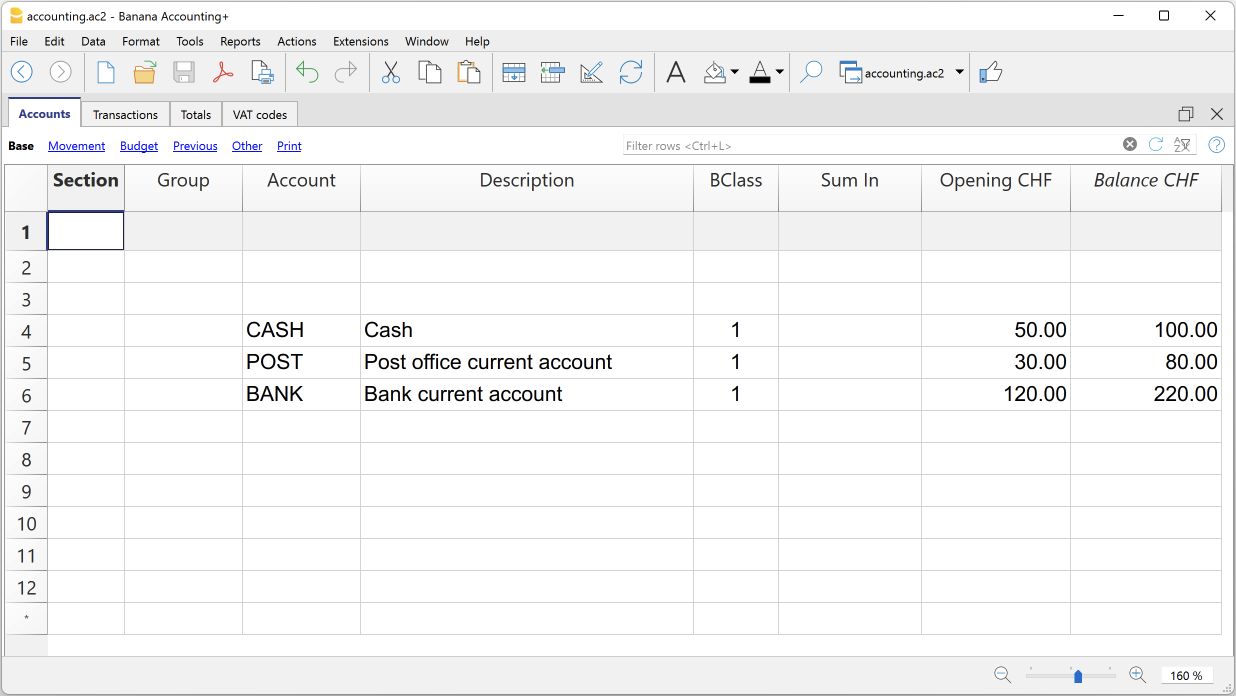 accounting.ac2 - Banana Accounting+
File Edit Data Format Tools Reports Actions Extensions Window Help
accounting.ac2
Accounts Transactions Totals VAT codes
Base Movement Budget Previous Other Print Filter rows <Ctrl+L>
Section Group Account Description BClass Sum In Opening CHF Balance CHF
1
2
3
4 CASH Cash 1 50.00 100.00
5 POST Post office current account 1 30.00 80.00
6 BANK Bank current account 1 120.00 220.00
7
8
9
10
11
12
*
160 %